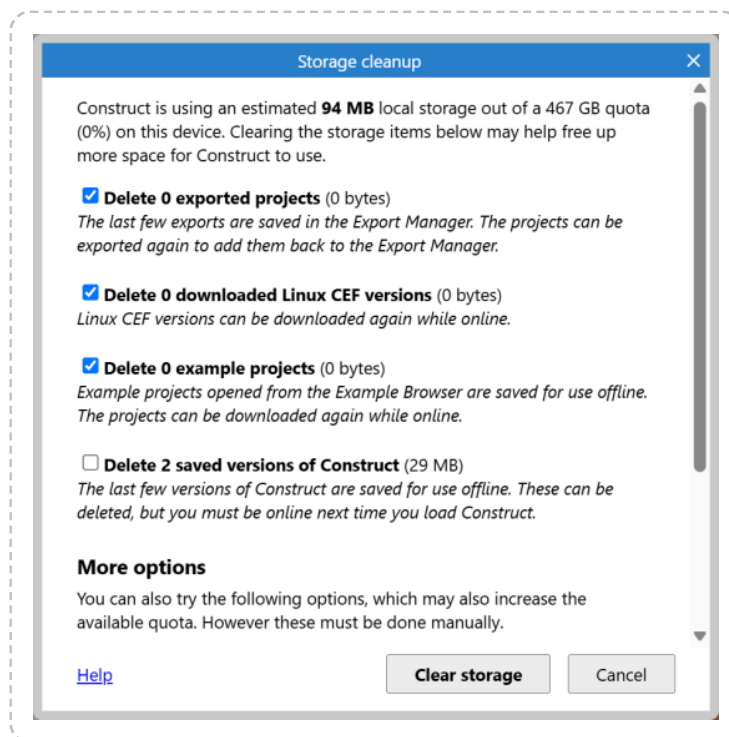 Storage cleanup
Construct is using an estimated 94 MB local storage out of a 467 GB quota
(0%) on this device. Clearing the storage items below may help free up
more space for Construct to use.
Delete 0 exported projects (0 bytes)
The last few exports are saved in the Export Manager. The projects can be
exported again to add them back to the Export Manager.
Delete 0 downloaded Linux CEF versions (0 bytes)
Linux CEF versions can be downloaded again while online.
Delete 0 example projects (0 bytes)
Example projects opened from the Example Browser are saved for use offline.
The projects can be downloaded again while online.
Delete 2 saved versions of Construct (29 MB)
The last few versions of Construct are saved for use offline. These can be
deleted, but you must be online next time you load Construct.
More options
You can also try the following options, which may also increase the
available quota. However these must be done manually.
Help
Clear storage
Cancel